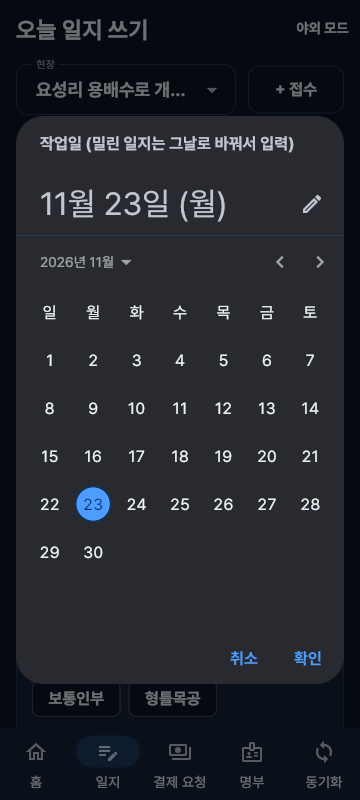 오늘 일지 쓰기
야외 모드
현장
요성리 용배수로 개...
+ 접수
작업일 (밀린 일지는 그날로 바꿔서 입력)
11월 23일 (월)
2026년 11월
일 월 화 수 목 금 토
1 2 3 4 5 6 7
8 9 10 11 12 13 14
15 16 17 18 19 20 21
22 23 24 25 26 27 28
29 30
취소 확인
보통인부 형틀목공
홈 일지 결제 요청 명부 동기화